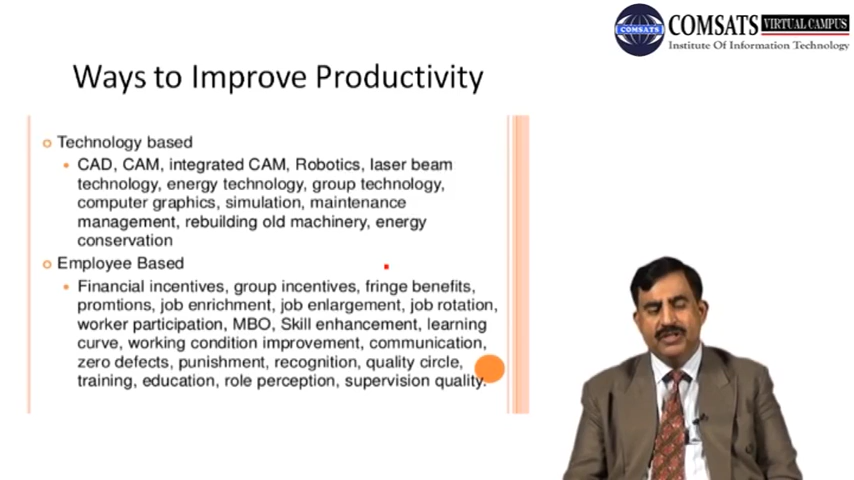 COMSATS VIRTUAL CAMPUS
COMSATS
Institute Of Information Technology
Ways to Improve Productivity
Technology based
CAD, CAM, integrated CAM, Robotics, laser beam
technology, energy technology, group technology,
computer graphics, simulation, maintenance
management, rebuilding old machinery, energy
conservation
Employee Based
Financial incentives, group incentives, fringe benefits,
promtions, job enrichment, job enlargement, job rotation,
worker participation, MBO, Skill enhancement, learning
curve, working condition improvement, communication,
zero defects, punishment, recognition, quality circle,
training, education, role perception, supervision quality.